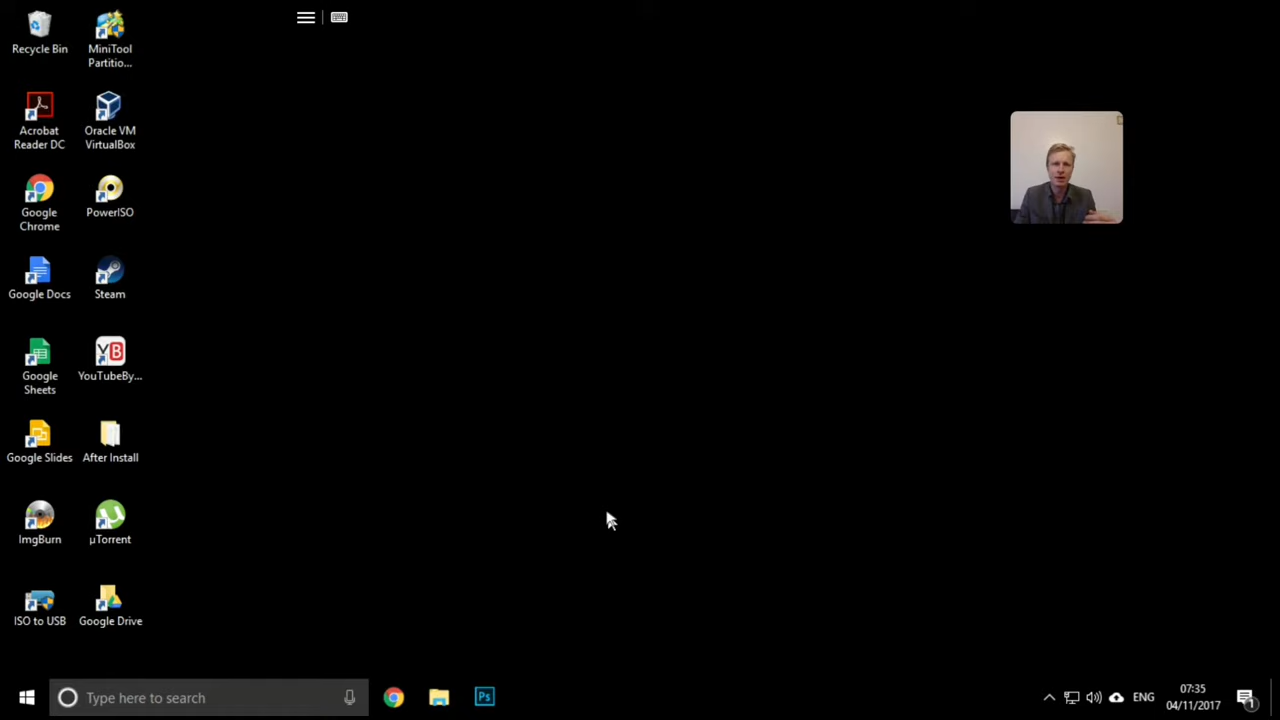 Recycle Bin
MiniTool
Partitio...
Acrobat
Reader DC
Oracle VM
VirtualBox
Google
Chrome
PowerISO
Google Docs
Steam
Google
Sheets
YouTubeBy...
Google Slides
After Install
ImgBurn
µTorrent
ISO to USB
Google Drive
Type here to search
Ps
ENG
07:35
04/11/2017
1